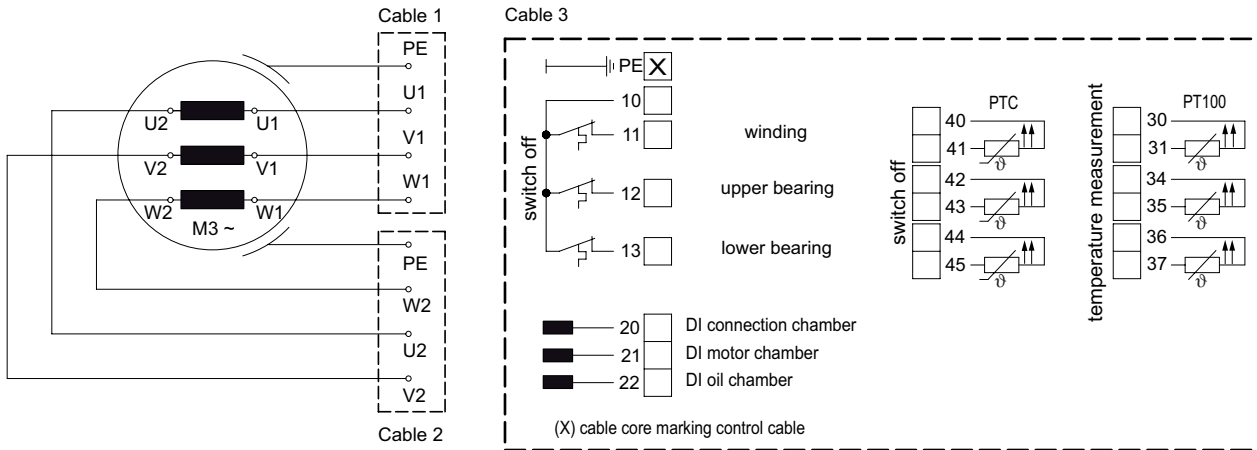 Cable 1
PE
U1
V1
W1
U2 U1
V2 V1
W2 W1
M3 ~
PE
W2
U2
V2
Cable 2
Cable 3
switch off
PE X
10
11 winding
12 upper bearing
13 lower bearing
20 DI connection chamber
21 DI motor chamber
22 DI oil chamber
(X) cable core marking control cable
switch off
PTC
40
41
ϑ
42
43
ϑ
44
45
ϑ
temperature measurement
PT100
30
31
ϑ
34
35
ϑ
36
37
ϑ